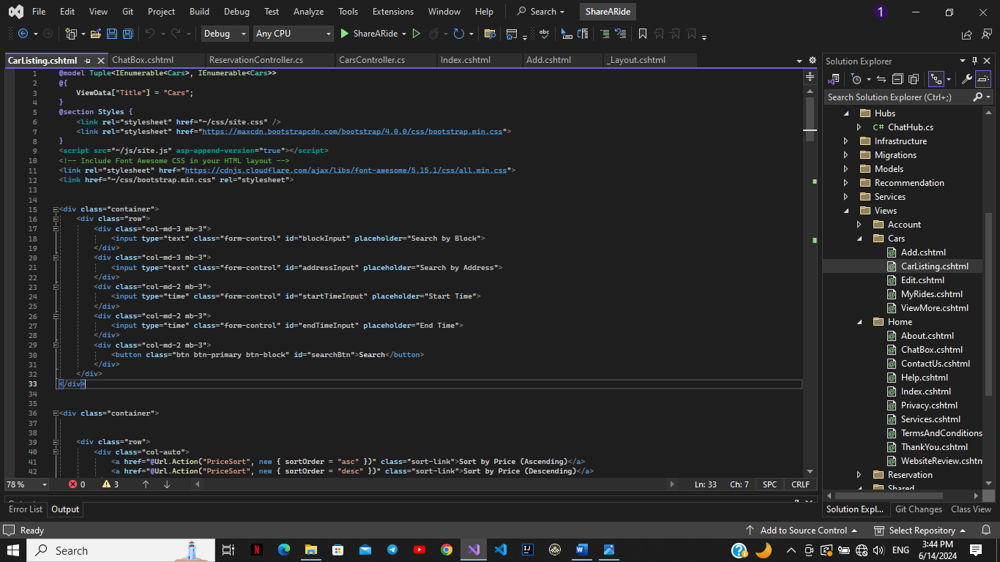 File Edit View Git Project Build Debug Test Analyze Tools Extensions Window Help Search ShareARide 1
Debug Any CPU ShareARide
CarListing.cshtml ChatBox.cshtml ReservationController.cs CarsController.cs Index.cshtml Add.cshtml _Layout.cshtml
1 @model Tuple<IEnumerable<Cars>, IEnumerable<Cars>>
2 @{
3 ViewData["Title"] = "Cars";
4 }
5 @section Styles {
6 <link rel="stylesheet" href="~/css/site.css" />
7 <link rel="stylesheet" href="https://maxcdn.bootstrapcdn.com/bootstrap/4.0.0/css/bootstrap.min.css">
8 }
9 <script src="~/js/site.js" asp-append-version="true"></script>
10 <!-- Include Font Awesome CSS in your HTML layout -->
11 <link rel="stylesheet" href="https://cdnjs.cloudflare.com/ajax/libs/font-awesome/5.15.1/css/all.min.css">
12 <link href="~/css/bootstrap.min.css" rel="stylesheet">
13
14
15 <div class="container">
16 <div class="row">
17 <div class="col-md-3 mb-3">
18 <input type="text" class="form-control" id="blockInput" placeholder="Search by Block">
19 </div>
20 <div class="col-md-3 mb-3">
21 <input type="text" class="form-control" id="addressInput" placeholder="Search by Address">
22 </div>
23 <div class="col-md-2 mb-3">
24 <input type="time" class="form-control" id="startTimeInput" placeholder="Start Time">
25 </div>
26 <div class="col-md-2 mb-3">
27 <input type="time" class="form-control" id="endTimeInput" placeholder="End Time">
28 </div>
29 <div class="col-md-2 mb-3">
30 <button class="btn btn-primary btn-block" id="searchBtn">Search</button>
31 </div>
32 </div>
33 </div>
34
35
36 <div class="container">
37
38
39 <div class="row">
40 <div class="col-auto">
41 <a href="@Url.Action("PriceSort", new { sortOrder = "asc" })" class="sort-link">Sort by Price (Ascending)</a>
42 <a href="@Url.Action("PriceSort", new { sortOrder = "desc" })" class="sort-link">Sort by Price (Descending)</a>
78 % 0 3 Ln: 33 Ch: 7 SPC CRLF
Error List Output
Solution Explorer
Search Solution Explorer (Ctrl+;)
Hubs
C# ChatHub.cs
Infrastructure
Migrations
Models
Recommendation
Services
Views
Account
Cars
Add.cshtml
CarListing.cshtml
Edit.cshtml
MyRides.cshtml
ViewMore.cshtml
Home
About.cshtml
ChatBox.cshtml
ContactUs.cshtml
Help.cshtml
Index.cshtml
Privacy.cshtml
Services.cshtml
TermsAndConditions
ThankYou.cshtml
WebsiteReview.cshtm
Reservation
Shared
Solution Expl... Git Changes Class View
Ready Add to Source Control Select Repository
Search ENG 3:44 PM
6/14/2024